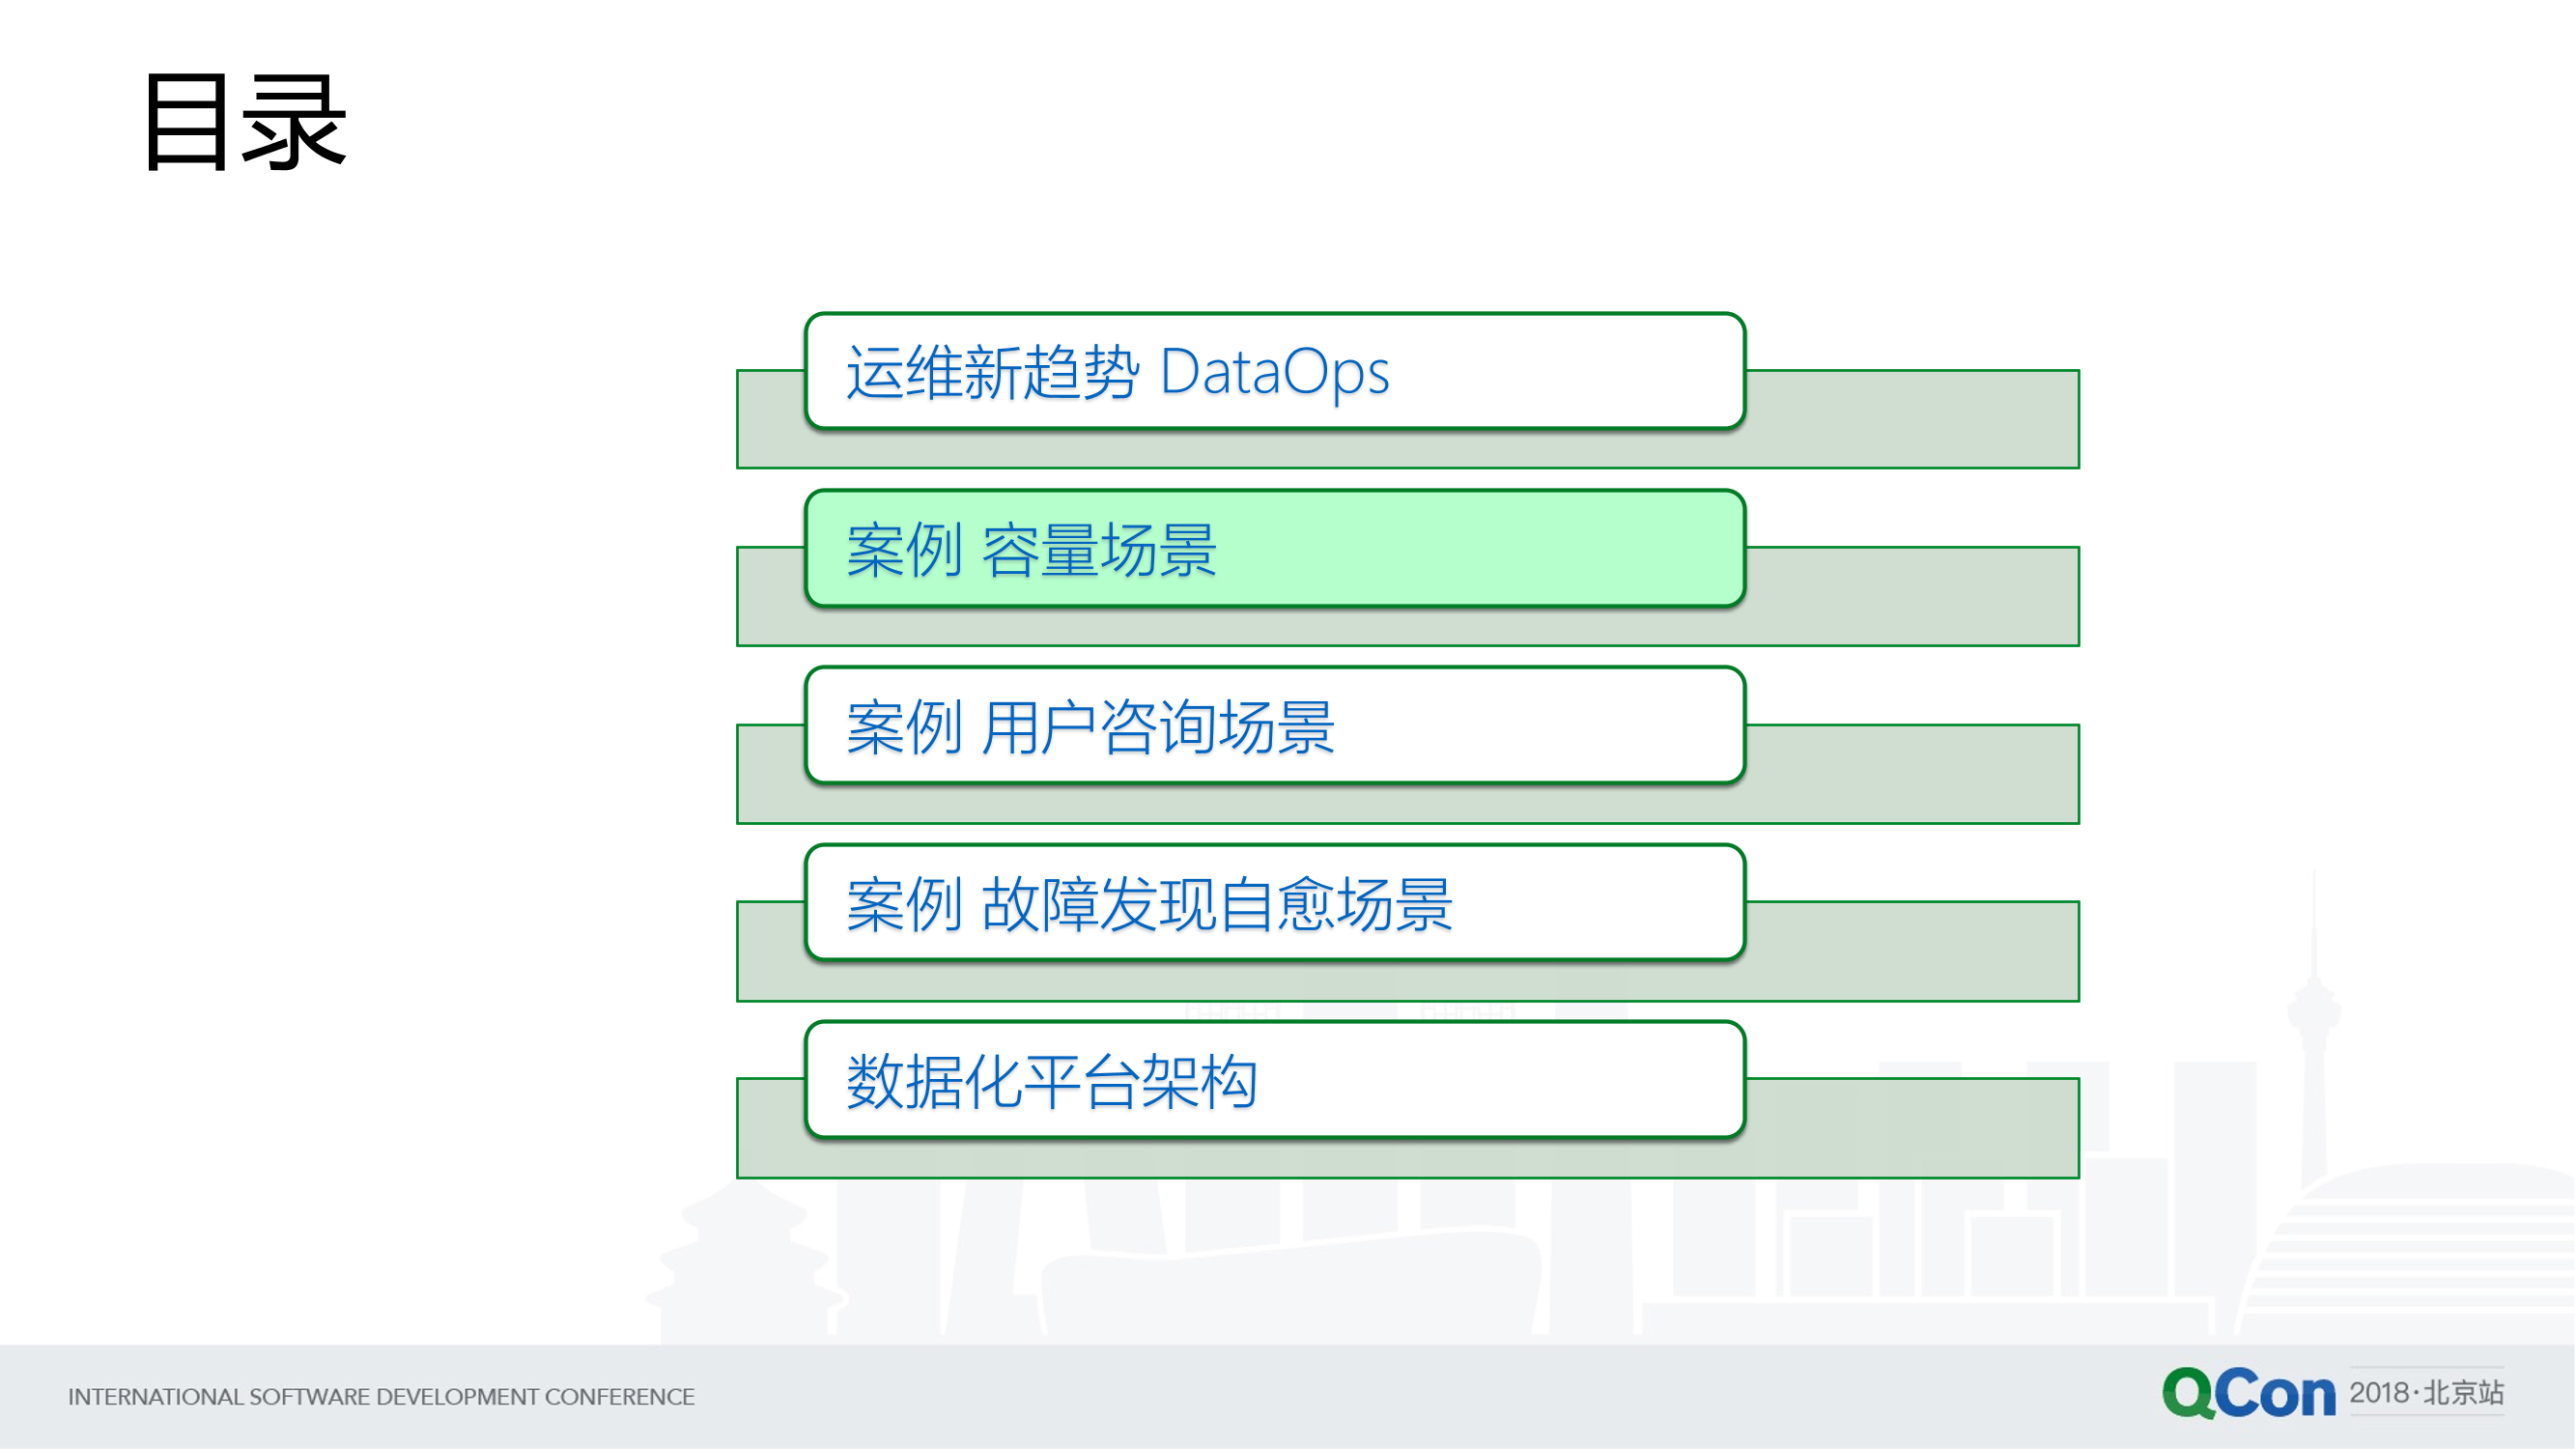 目录
运维新趋势 DataOps
案例 容量场景
案例 用户咨询场景
案例 故障发现自愈场景
数据化平台架构
INTERNATIONAL SOFTWARE DEVELOPMENT CONFERENCE
QCon 2018·北京站